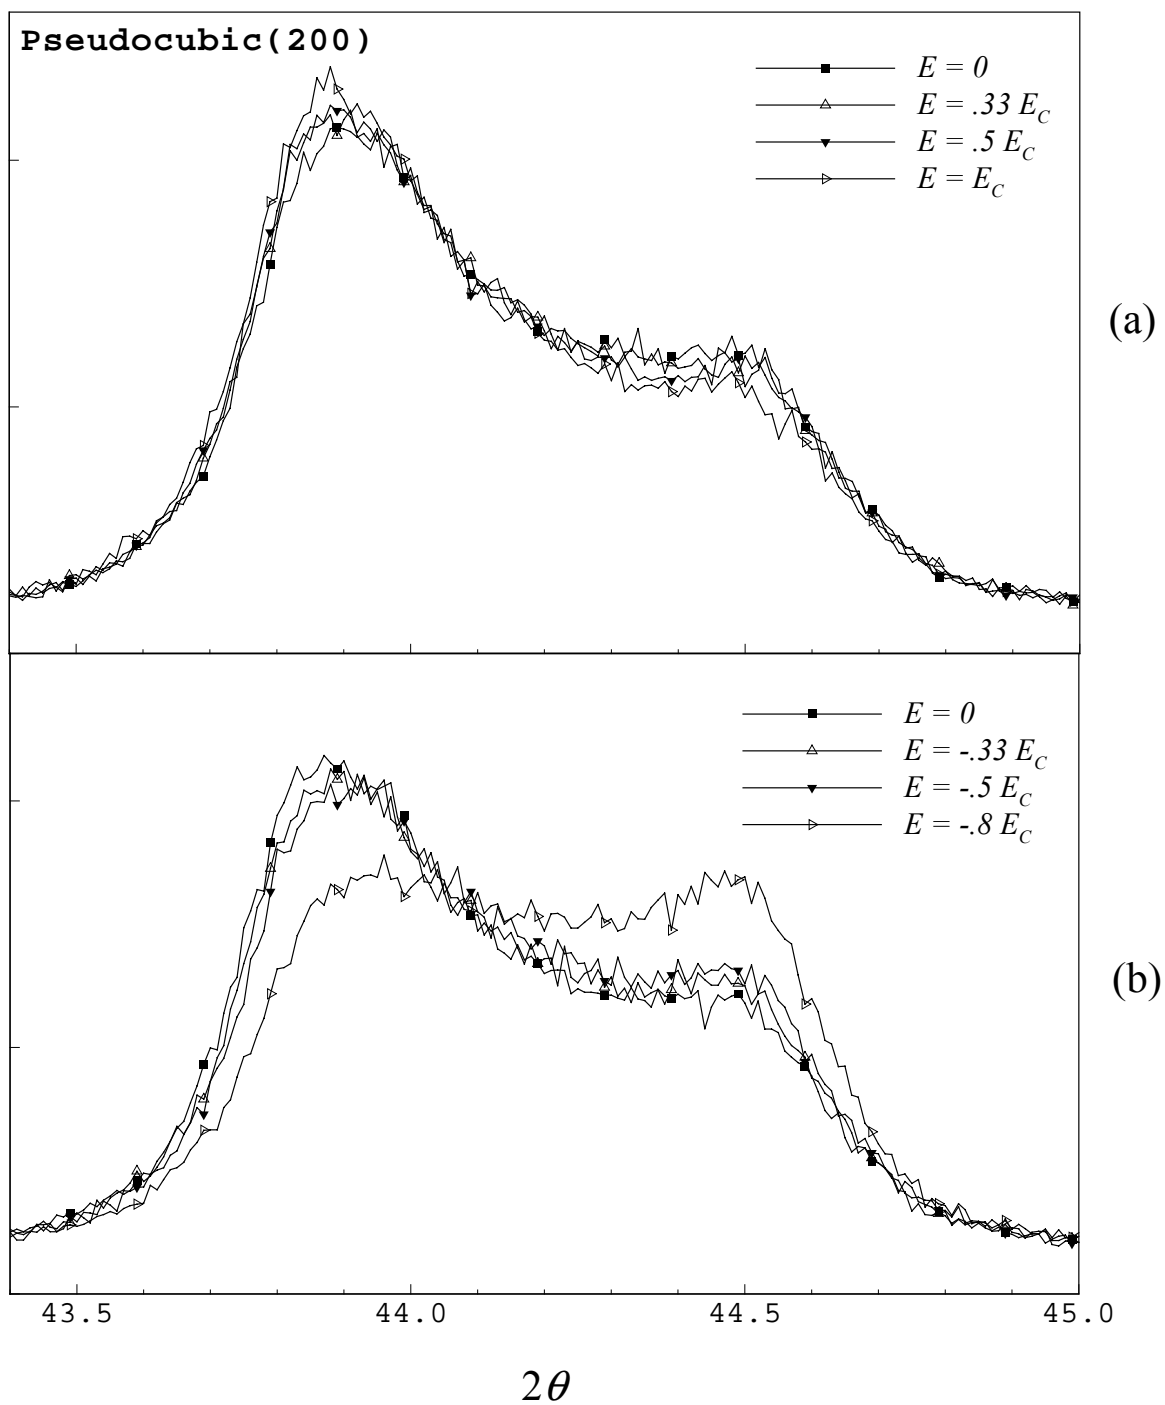 Pseudocubic(200)
E = 0
E = .33 E_C
E = .5 E_C
E = E_C
(a)
E = 0
E = -.33 E_C
E = -.5 E_C
E = -.8 E_C
(b)
43.5 44.0 44.5 45.0
2θ